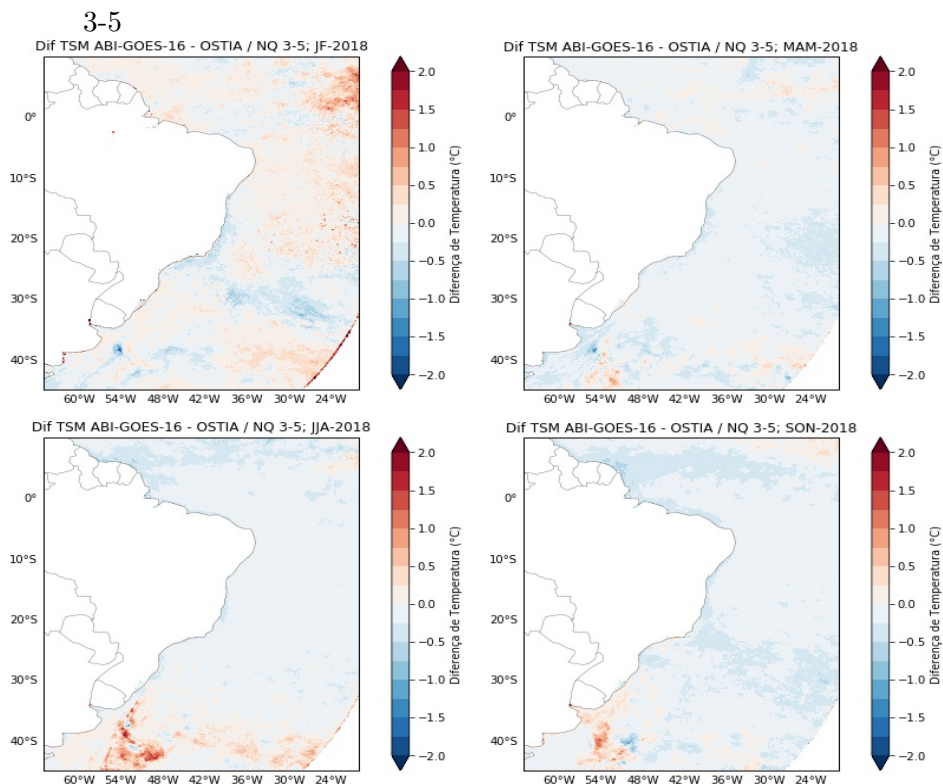 3-5
Dif TSM ABI-GOES-16 - OSTIA / NQ 3-5; JF-2018
0°
10°S
20°S
30°S
40°S
60°W 54°W 48°W 42°W 36°W 30°W 24°W
2.0
1.5
1.0
0.5
0.0
−0.5
−1.0
−1.5
−2.0
Diferença de Temperatura (°C)
Dif TSM ABI-GOES-16 - OSTIA / NQ 3-5; MAM-2018
0°
10°S
20°S
30°S
40°S
60°W 54°W 48°W 42°W 36°W 30°W 24°W
2.0
1.5
1.0
0.5
0.0
−0.5
−1.0
−1.5
−2.0
Diferença de Temperatura (°C)
Dif TSM ABI-GOES-16 - OSTIA / NQ 3-5; JJA-2018
0°
10°S
20°S
30°S
40°S
60°W 54°W 48°W 42°W 36°W 30°W 24°W
2.0
1.5
1.0
0.5
0.0
−0.5
−1.0
−1.5
−2.0
Diferença de Temperatura (°C)
Dif TSM ABI-GOES-16 - OSTIA / NQ 3-5; SON-2018
0°
10°S
20°S
30°S
40°S
60°W 54°W 48°W 42°W 36°W 30°W 24°W
2.0
1.5
1.0
0.5
0.0
−0.5
−1.0
−1.5
−2.0
Diferença de Temperatura (°C)